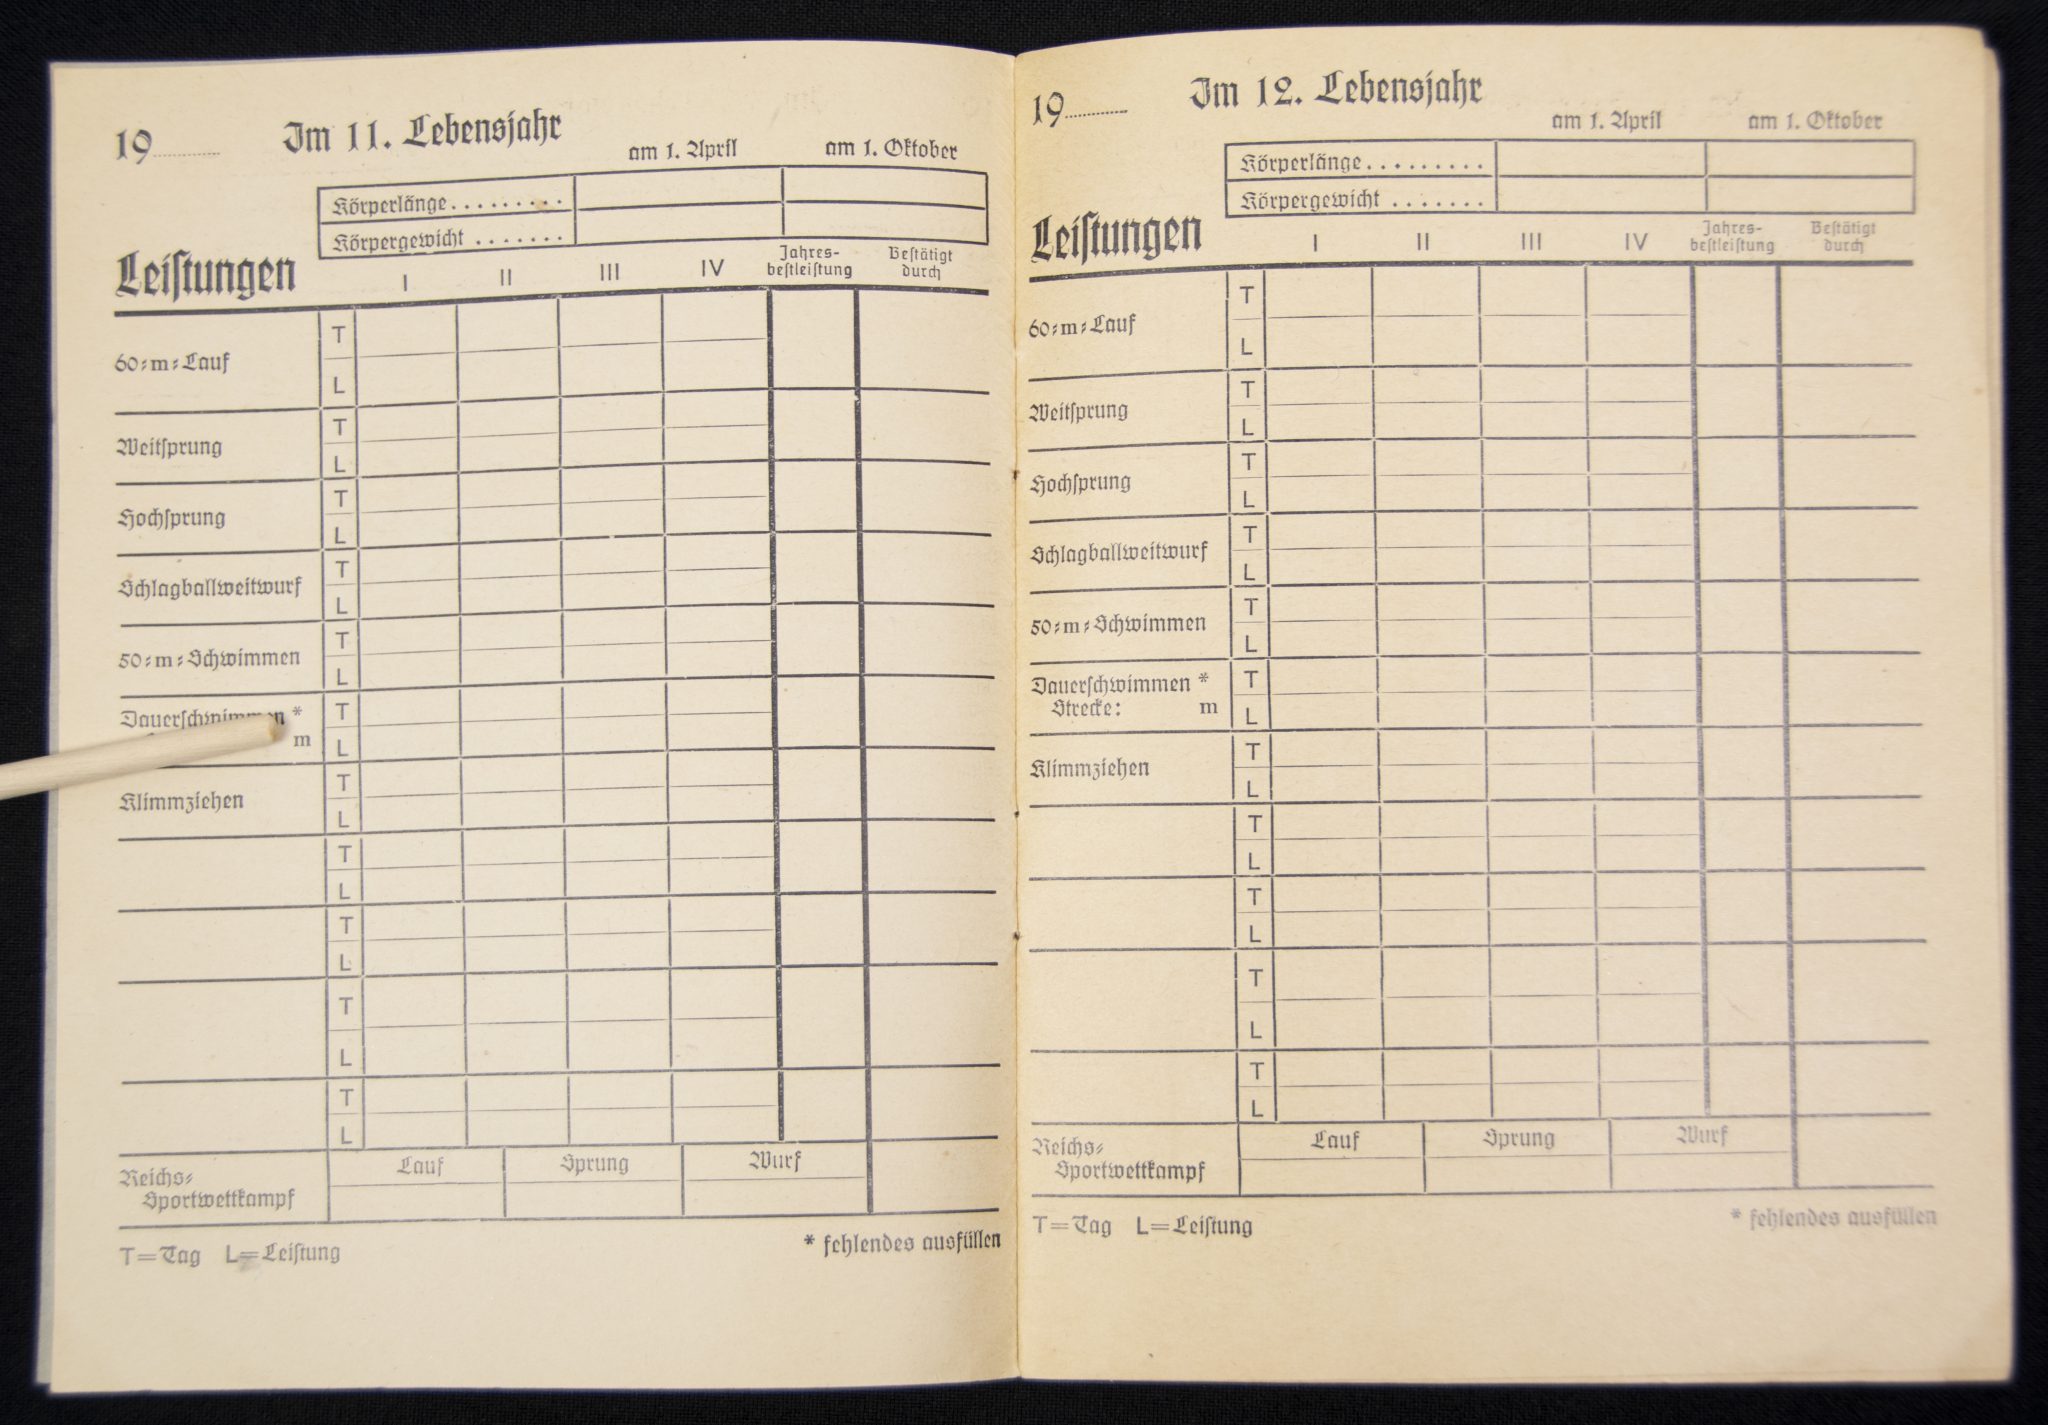 19..........
Im 11. Lebensjahr
am 1. April am 1. Oktober
Körperlänge.........
Körpergewicht.......
Leiſtungen I II III IV Jahres- Beſtätigt
beſtleiſtung durch
60-m-Lauf T
L
Weitſprung T
L
Hochſprung T
L
Schlagballweitwurf T
L
50-m-Schwimmen T
L
Dauerſchwimmen * T
m L
Klimmziehen T
L
T
L
T
L
T
L
T
L
Reichs- Lauf Sprung Wurf
Sportwettkampf
T=Tag L=Leiſtung * fehlendes ausfüllen
19.......... Im 12. Lebensjahr
am 1. April am 1. Oktober
Körperlänge.........
Körpergewicht.......
Leiſtungen I II III IV Jahres- Beſtätigt
beſtleiſtung durch
60-m-Lauf T
L
Weitſprung T
L
Hochſprung T
L
Schlagballweitwurf T
L
50-m-Schwimmen T
L
Dauerſchwimmen * T
Strecke: m L
Klimmziehen T
L
T
L
T
L
T
L
T
L
Reichs- Lauf Sprung Wurf
Sportwettkampf
T=Tag L=Leiſtung * fehlendes ausfüllen